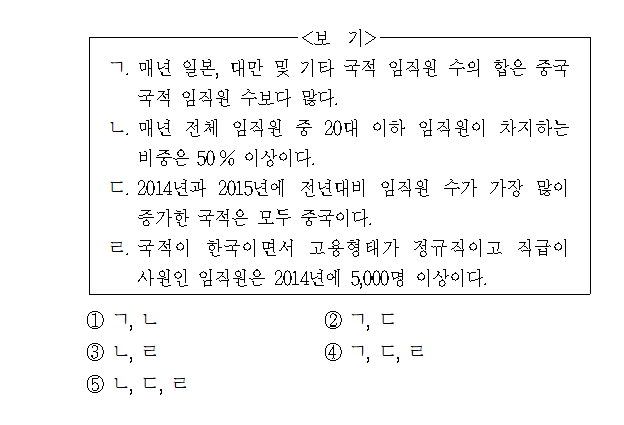 <보 기>
ㄱ. 매년 일본, 대만 및 기타 국적 임직원 수의 합은 중국
국적 임직원 수보다 많다.
ㄴ. 매년 전체 임직원 중 20대 이하 임직원이 차지하는
비중은 50% 이상이다.
ㄷ. 2014년과 2015년에 전년대비 임직원 수가 가장 많이
증가한 국적은 모두 중국이다.
ㄹ. 국적이 한국이면서 고용형태가 정규직이고 직급이
사원인 임직원은 2014년에 5,000명 이상이다.
① ㄱ, ㄴ ② ㄱ, ㄷ
③ ㄴ, ㄹ ④ ㄱ, ㄷ, ㄹ
⑤ ㄴ, ㄷ, ㄹ